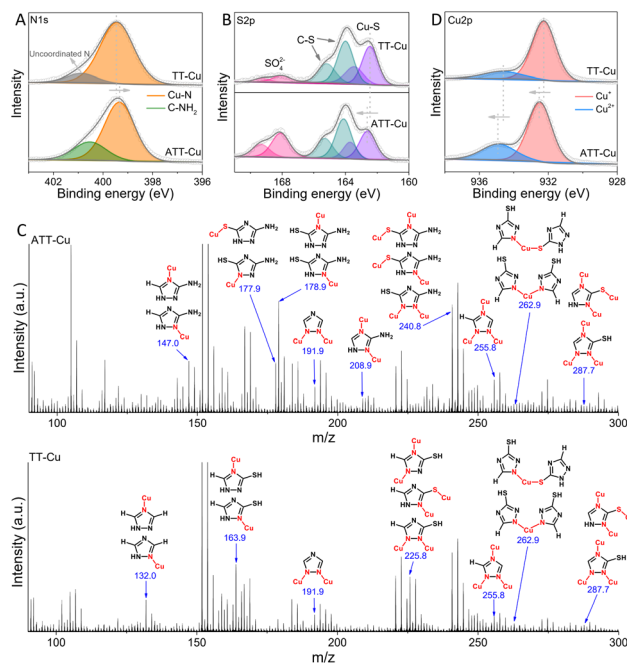 A
N1s
Uncoordinated N
TT-Cu
Cu-N
C-NH2
ATT-Cu
Intensity
402
400
398
396
Binding energy (eV)
B
S2p
Cu-S
C-S
TT-Cu
SO4^2-
ATT-Cu
Intensity
168
164
160
Binding energy (eV)
D
Cu2p
TT-Cu
Cu+
Cu2+
ATT-Cu
Intensity
936
932
928
Binding energy (eV)
C
ATT-Cu
147.0
177.9
178.9
191.9
208.9
240.8
255.8
262.9
287.7
Intensity (a.u.)
100
150
200
250
300
m/z
TT-Cu
132.0
163.9
191.9
225.8
255.8
262.9
287.7
Intensity (a.u.)
100
150
200
250
300
m/z